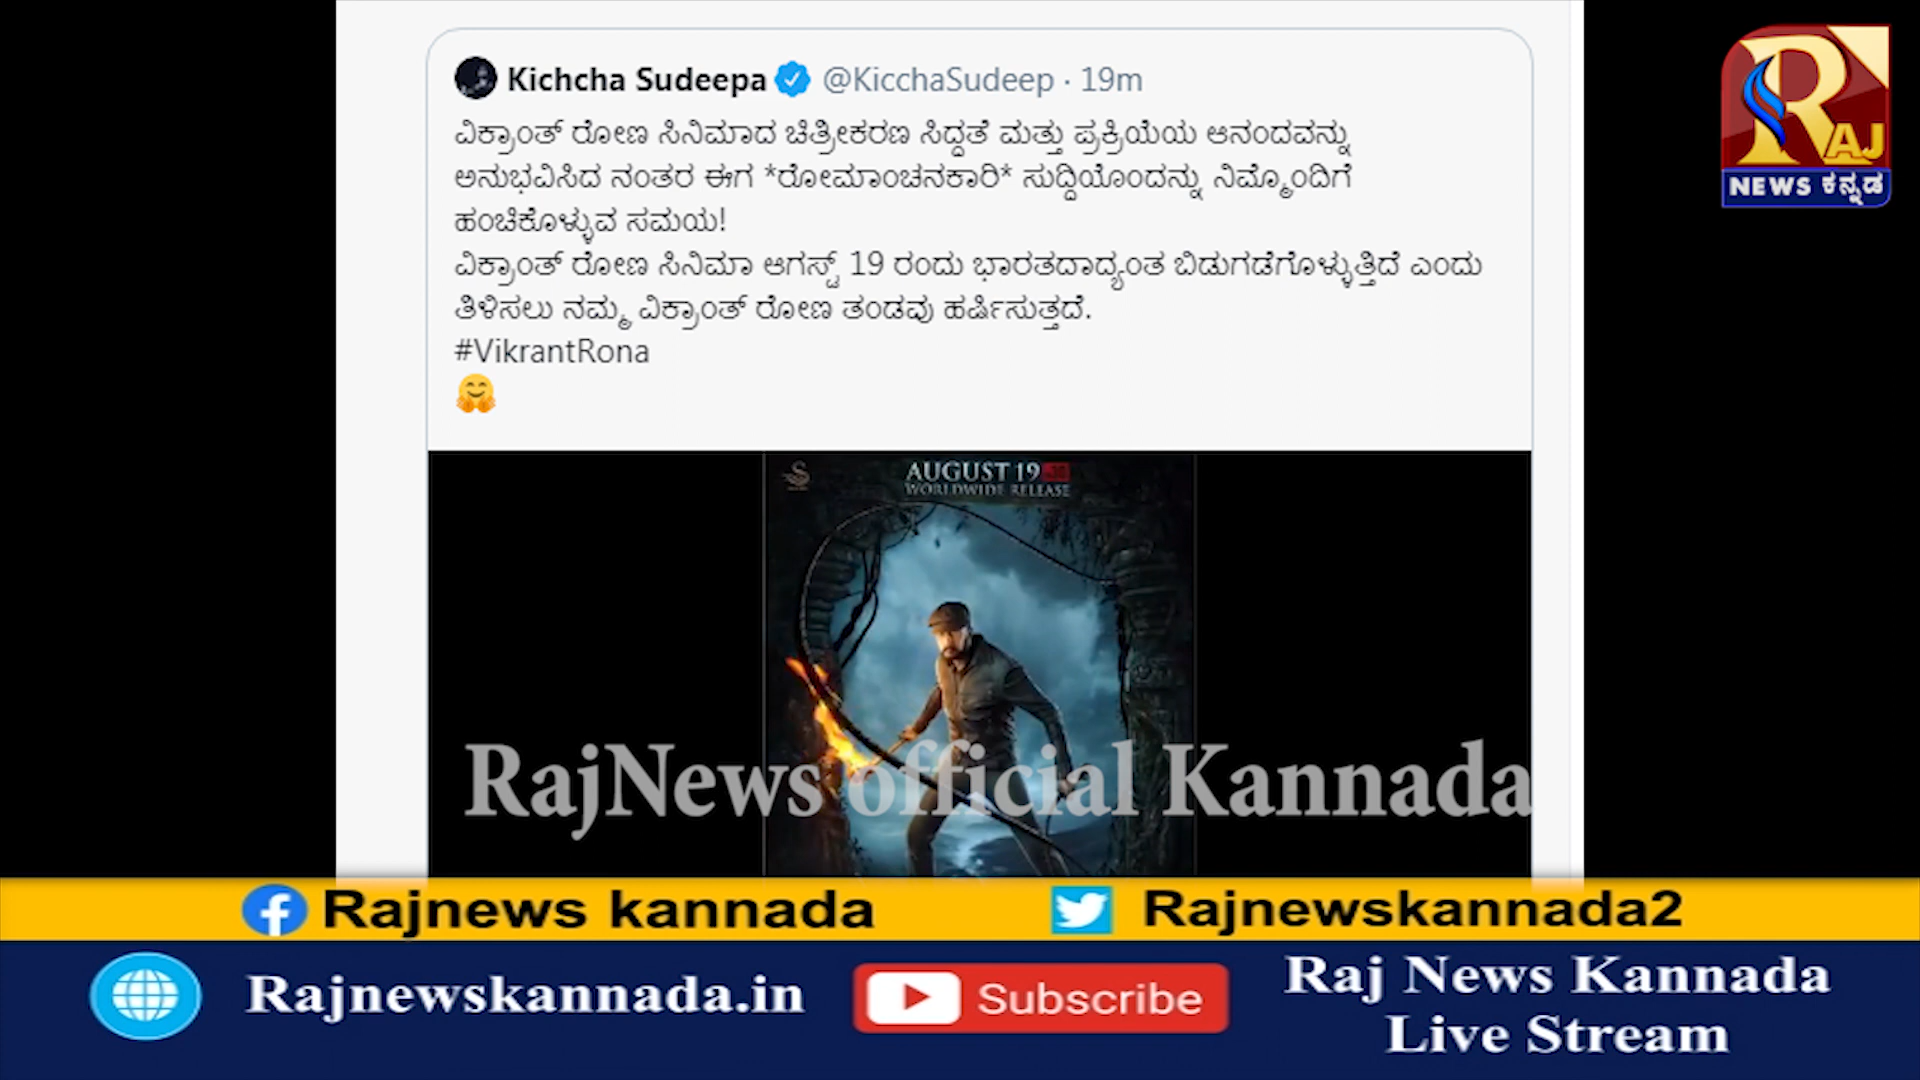 Kichcha Sudeepa @KicchaSudeep · 19m
ವಿಕ್ರಾಂತ್ ರೋಣ ಸಿನಿಮಾದ ಚಿತ್ರೀಕರಣ ಸಿದ್ಧತೆ ಮತ್ತು ಪ್ರಕ್ರಿಯೆಯ ಆನಂದವನ್ನು
ಅನುಭವಿಸಿದ ನಂತರ ಈಗ *ರೋಮಾಂಚನಕಾರಿ* ಸುದ್ದಿಯೊಂದನ್ನು ನಿಮ್ಮೊಂದಿಗೆ
ಹಂಚಿಕೊಳ್ಳುವ ಸಮಯ!
ವಿಕ್ರಾಂತ್ ರೋಣ ಸಿನಿಮಾ ಆಗಸ್ಟ್ 19 ರಂದು ಭಾರತದಾದ್ಯಂತ ಬಿಡುಗಡೆಗೊಳ್ಳುತ್ತಿದೆ ಎಂದು
ತಿಳಿಸಲು ನಮ್ಮ ವಿಕ್ರಾಂತ್ ರೋಣ ತಂಡವು ಹರ್ಷಿಸುತ್ತದೆ.
#VikrantRona
RAJ
NEWS ಕನ್ನಡ
AUGUST 19
WORLDWIDE RELEASE
RajNews official Kannada
Rajnews kannada
Rajnewskannada2
Rajnewskannada.in
Subscribe
Raj News Kannada
Live Stream